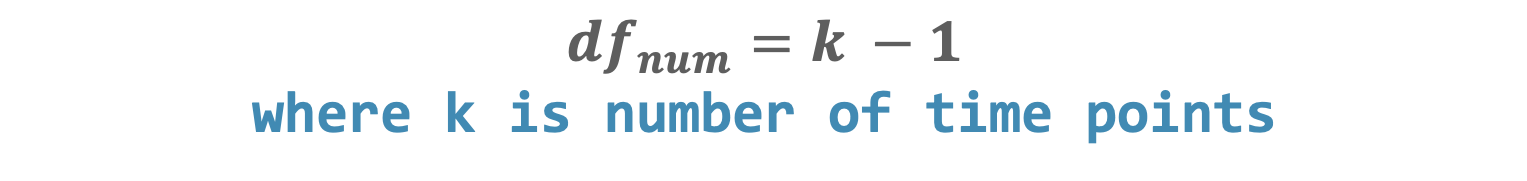 df_num = k − 1
where k is number of time points